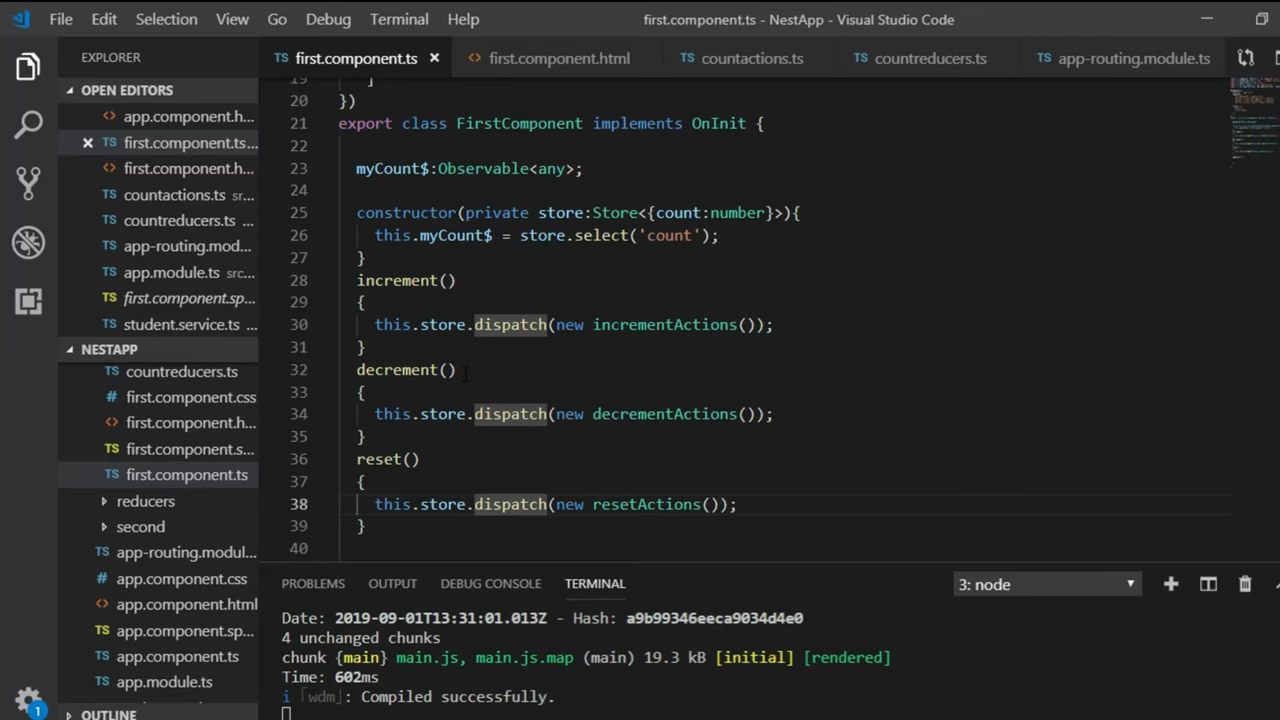 File Edit Selection View Go Debug Terminal Help first.component.ts - NestApp - Visual Studio Code
EXPLORER
OPEN EDITORS
app.component.h...
first.component.ts...
first.component.h...
countactions.ts sr...
countreducers.ts ...
app-routing.mod...
app.module.ts src...
first.component.sp...
student.service.ts ...
NESTAPP
countreducers.ts
first.component.css
first.component.h...
first.component.s...
first.component.ts
reducers
second
app-routing.modul...
app.component.css
app.component.html
app.component.sp...
app.component.ts
app.module.ts
OUTLINE
1
TS first.component.ts first.component.html TS countactions.ts TS countreducers.ts TS app-routing.module.ts
19 ]
20 })
21 export class FirstComponent implements OnInit {
22
23 myCount$:Observable<any>;
24
25 constructor(private store:Store<{count:number}>){
26 this.myCount$ = store.select('count');
27 }
28 increment()
29 {
30 this.store.dispatch(new incrementActions());
31 }
32 decrement()
33 {
34 this.store.dispatch(new decrementActions());
35 }
36 reset()
37 {
38 this.store.dispatch(new resetActions());
39 }
40
PROBLEMS OUTPUT DEBUG CONSOLE TERMINAL 3: node
Date: 2019-09-01T13:31:01.013Z - Hash: a9b99346eeca9034d4e0
4 unchanged chunks
chunk {main} main.js, main.js.map (main) 19.3 kB [initial] [rendered]
Time: 602ms
i ｢wdm｣: Compiled successfully.